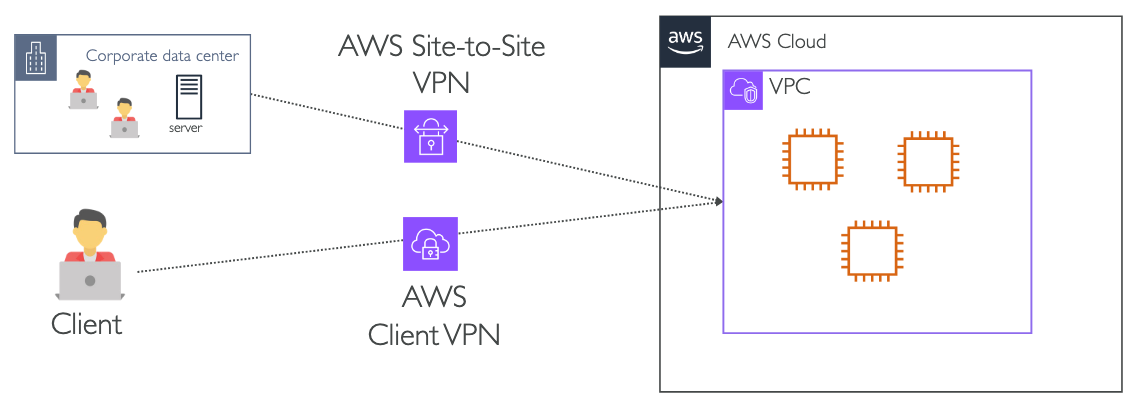 Corporate data center
server
AWS Site-to-Site
VPN
Client
AWS
Client VPN
aws
AWS Cloud
VPC